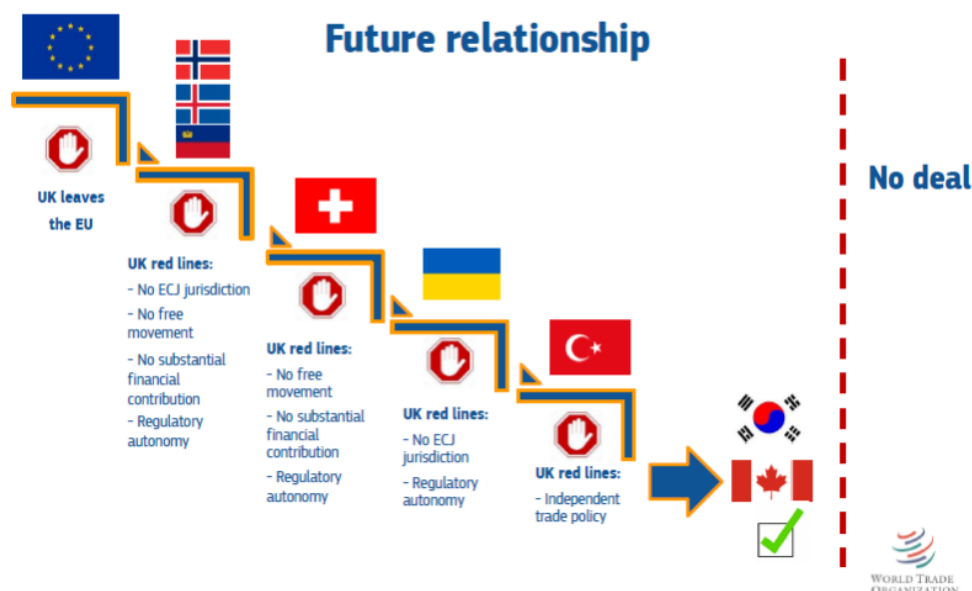 Future relationship
No deal
UK leaves
the EU
UK red lines:
- No ECJ jurisdiction
- No free
movement
- No substantial
financial
contribution
- Regulatory
autonomy
UK red lines:
- No free
movement
- No substantial
financial
contribution
- Regulatory
autonomy
UK red lines:
- No ECJ
jurisdiction
- Regulatory
autonomy
UK red lines:
- Independent
trade policy
WORLD TRADE
ORGANIZATION